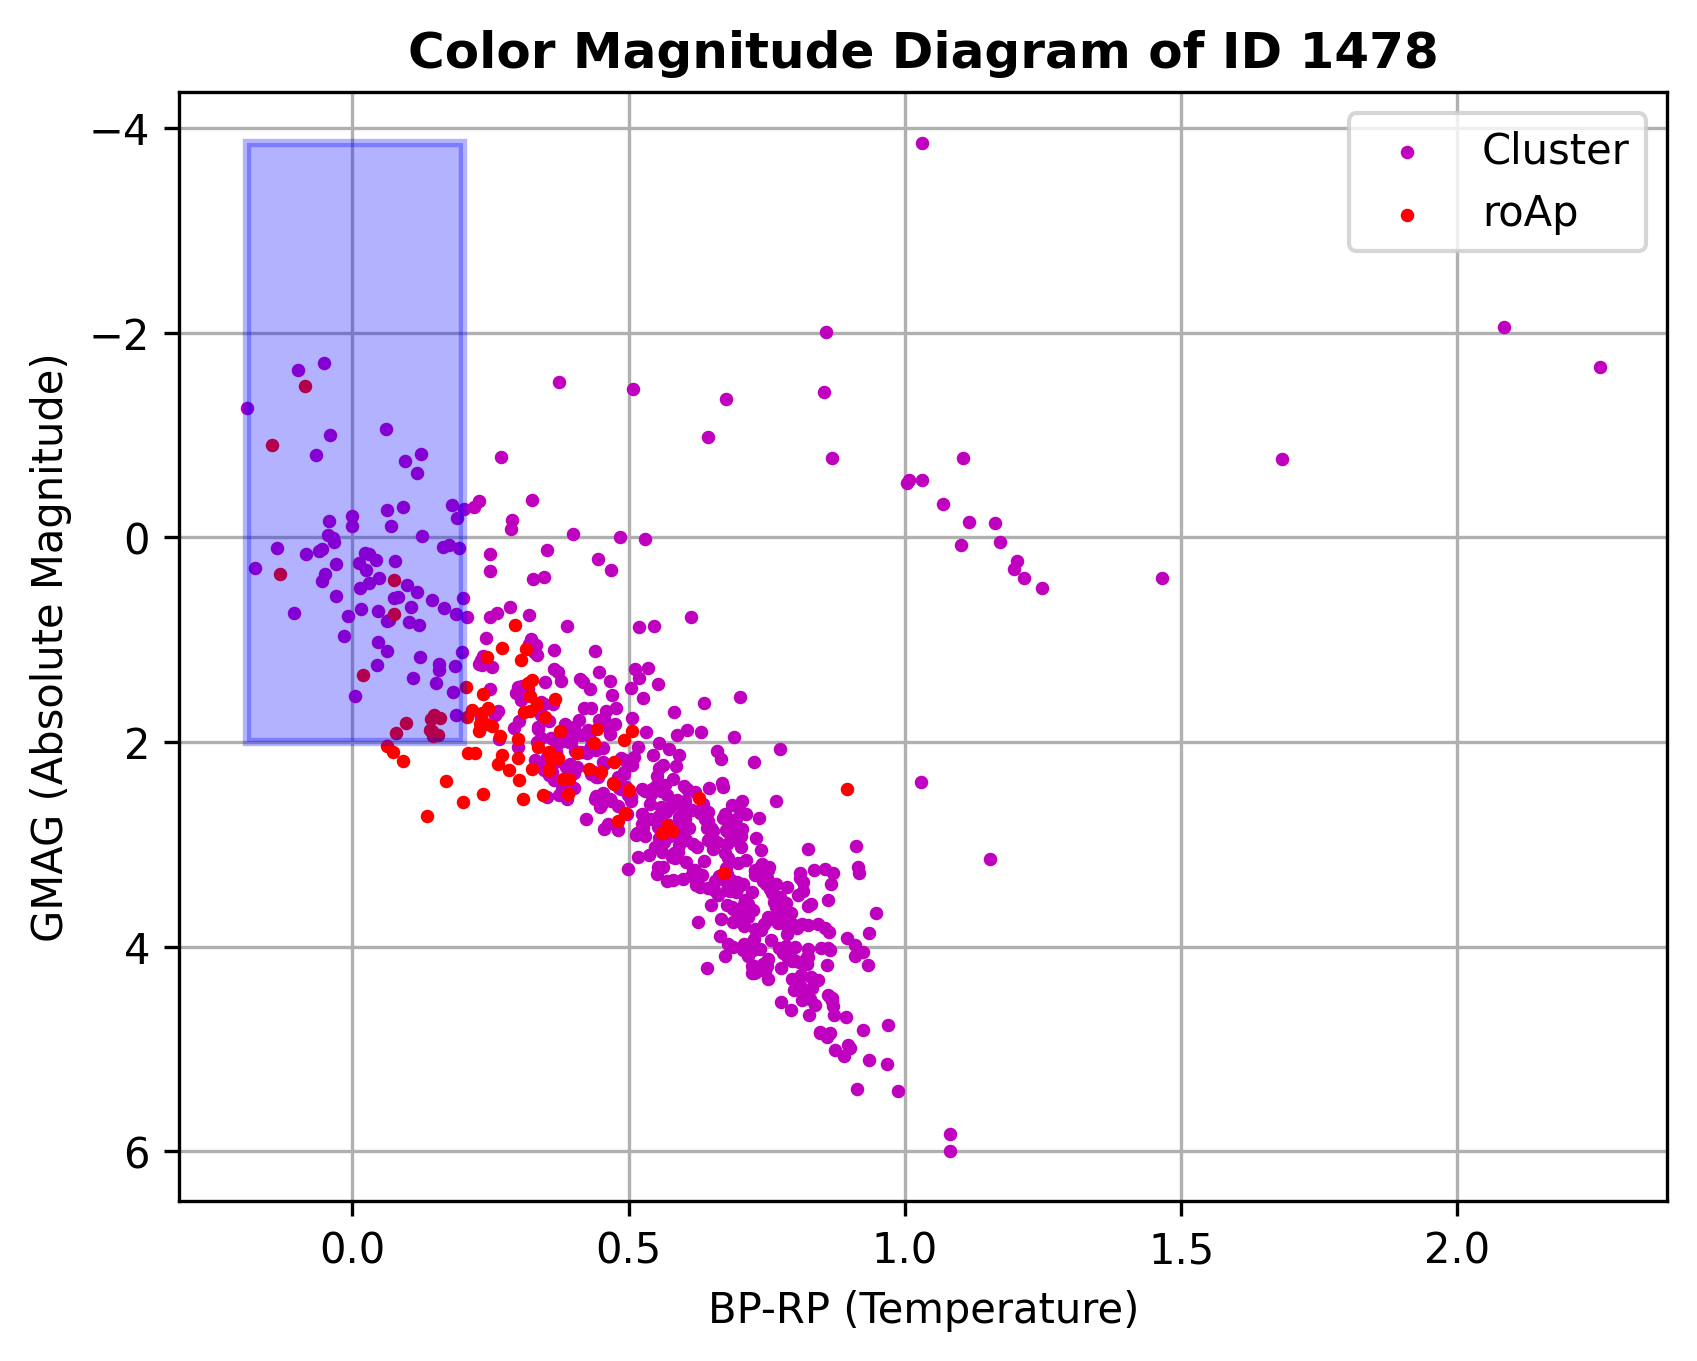 Color Magnitude Diagram of ID 1478
Cluster
roAp
GMAG (Absolute Magnitude)
−4
−2
0
2
4
6
0.0 0.5 1.0 1.5 2.0
BP-RP (Temperature)